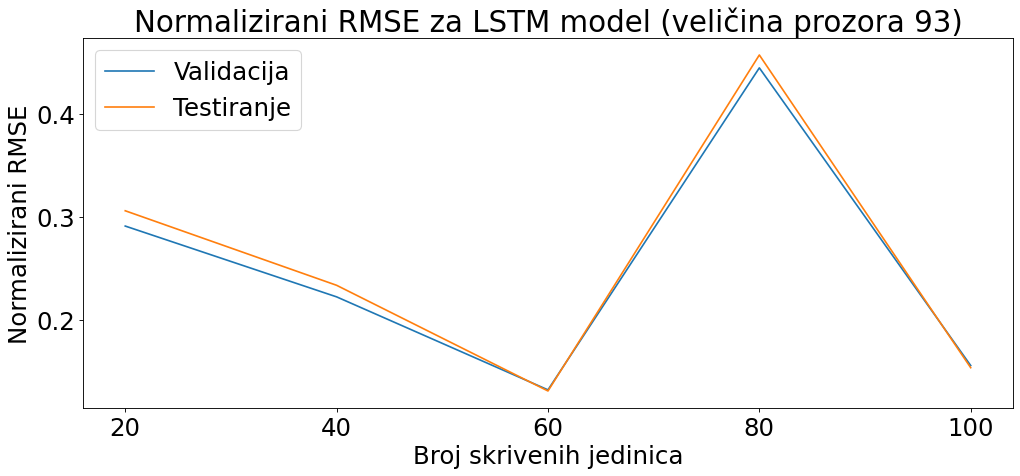 Normalizirani RMSE za LSTM model (veličina prozora 93)
Validacija
Testiranje
Normalizirani RMSE
0.4
0.3
0.2
20 40 60 80 100
Broj skrivenih jedinica